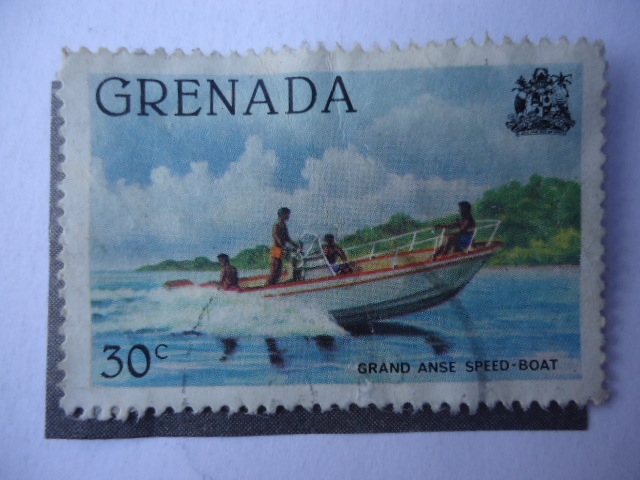 GRENADA
30c
GRAND ANSE SPEED-BOAT